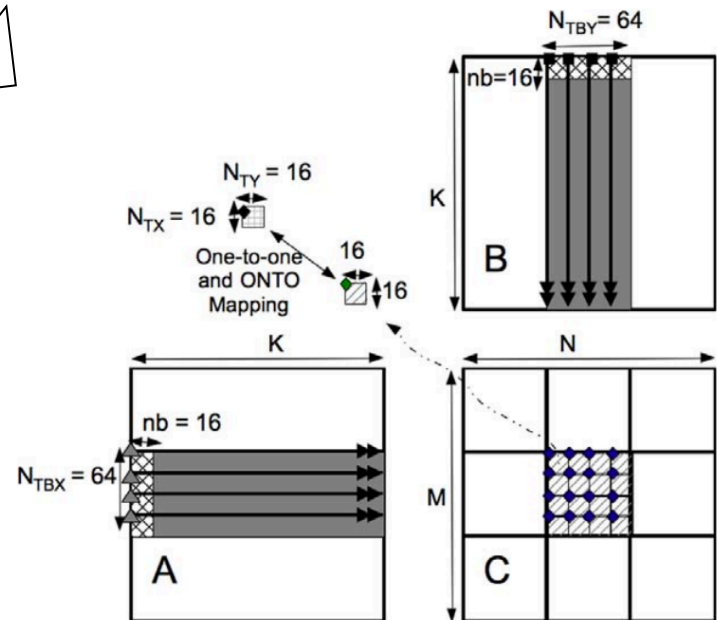 N_TBY = 64
nb=16
K
B
N_TY = 16
N_TX = 16
One-to-one
and ONTO
Mapping
16
16
K
N
nb = 16
N_TBX = 64
M
A
C